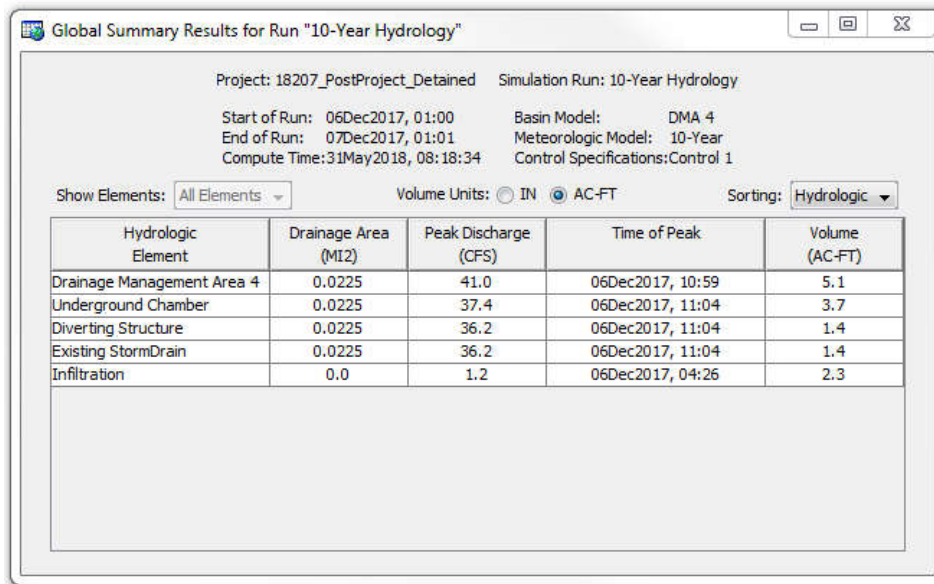 Global Summary Results for Run "10-Year Hydrology"
Project: 18207_PostProject_Detained Simulation Run: 10-Year Hydrology
Start of Run: 06Dec2017, 01:00 Basin Model: DMA 4
End of Run: 07Dec2017, 01:01 Meteorologic Model: 10-Year
Compute Time:31May2018, 08:18:34 Control Specifications:Control 1
Show Elements: All Elements Volume Units: IN AC-FT Sorting: Hydrologic
Hydrologic Drainage Area Peak Discharge Time of Peak Volume
Element (MI2) (CFS) (AC-FT)
Drainage Management Area 4 0.0225 41.0 06Dec2017, 10:59 5.1
Underground Chamber 0.0225 37.4 06Dec2017, 11:04 3.7
Diverting Structure 0.0225 36.2 06Dec2017, 11:04 1.4
Existing StormDrain 0.0225 36.2 06Dec2017, 11:04 1.4
Infiltration 0.0 1.2 06Dec2017, 04:26 2.3